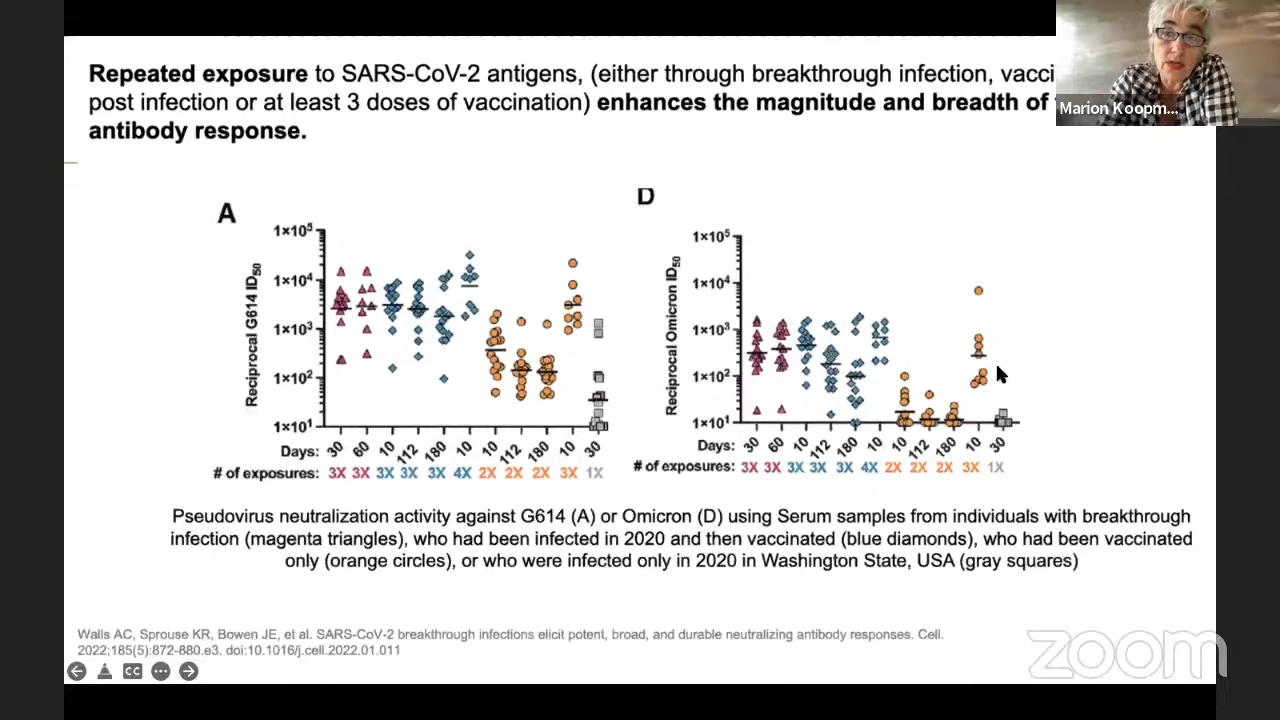 Repeated exposure to SARS-CoV-2 antigens, (either through breakthrough infection, vacci
post infection or at least 3 doses of vaccination) enhances the magnitude and breadth of
antibody response.
Marion Koopm...
A
Reciprocal G614 ID50
1×10⁵
1×10⁴
1×10³
1×10²
1×10¹
Days: 30 60 10 112 180 10 10 112 180 10 30
# of exposures: 3X 3X 3X 3X 3X 4X 2X 2X 2X 3X 1X
D
Reciprocal Omicron ID50
1×10⁵
1×10⁴
1×10³
1×10²
1×10¹
Days: 30 60 10 112 180 10 10 112 180 10 30
# of exposures: 3X 3X 3X 3X 3X 4X 2X 2X 2X 3X 1X
Pseudovirus neutralization activity against G614 (A) or Omicron (D) using Serum samples from individuals with breakthrough
infection (magenta triangles), who had been infected in 2020 and then vaccinated (blue diamonds), who had been vaccinated
only (orange circles), or who were infected only in 2020 in Washington State, USA (gray squares)
Walls AC, Sprouse KR, Bowen JE, et al. SARS-CoV-2 breakthrough infections elicit potent, broad, and durable neutralizing antibody responses. Cell.
2022;185(5):872-880.e3. doi:10.1016/j.cell.2022.01.011
CC
zoom